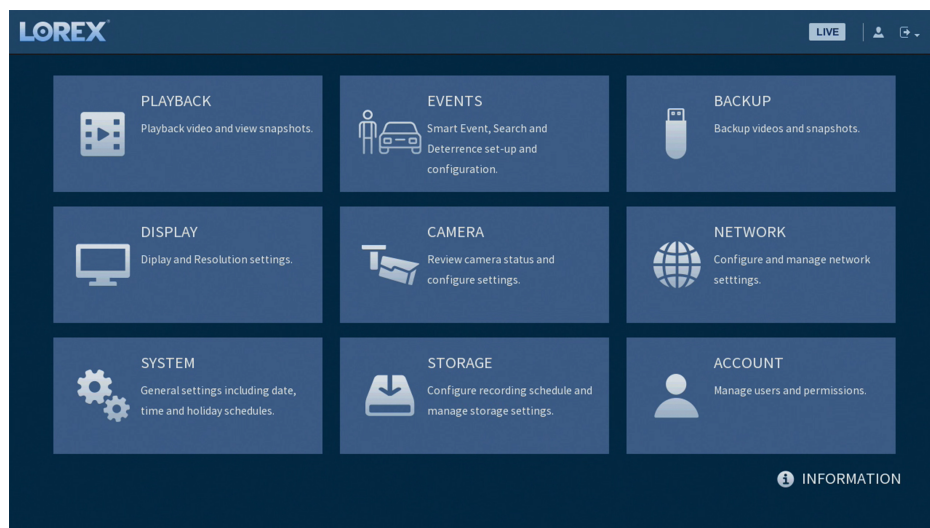 LOREX
LIVE
PLAYBACK
Playback video and view snapshots.
EVENTS
Smart Event, Search and
Deterrence set-up and
configuration.
BACKUP
Backup videos and snapshots.
DISPLAY
Diplay and Resolution settings.
CAMERA
Review camera status and
configure settings.
NETWORK
Configure and manage network
setttings.
SYSTEM
General settings including date,
time and holiday schedules.
STORAGE
Configure recording schedule and
manage storage settings.
ACCOUNT
Manage users and permissions.
INFORMATION